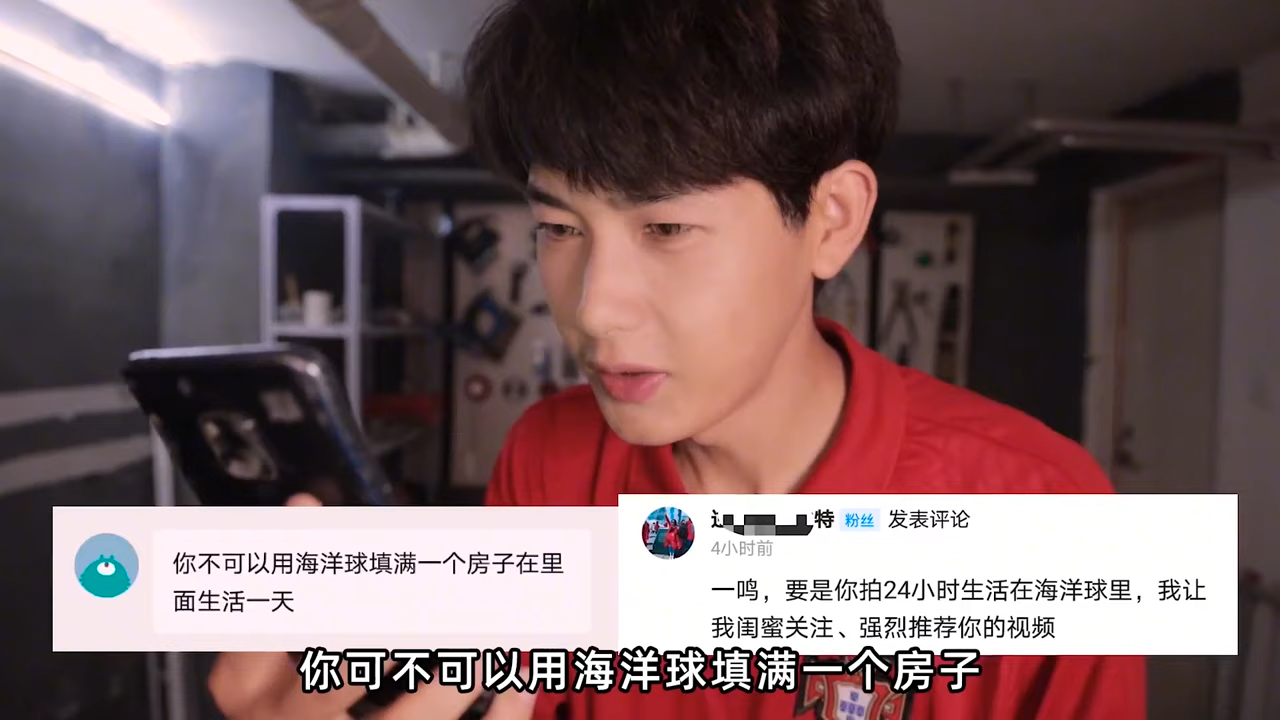 你不可以用海洋球填满一个房子在里
面生活一天
特 粉丝 发表评论
4小时前
一鸣，要是你拍24小时生活在海洋球里，我让
我闺蜜关注、强烈推荐你的视频
你可不可以用海洋球填满一个房子